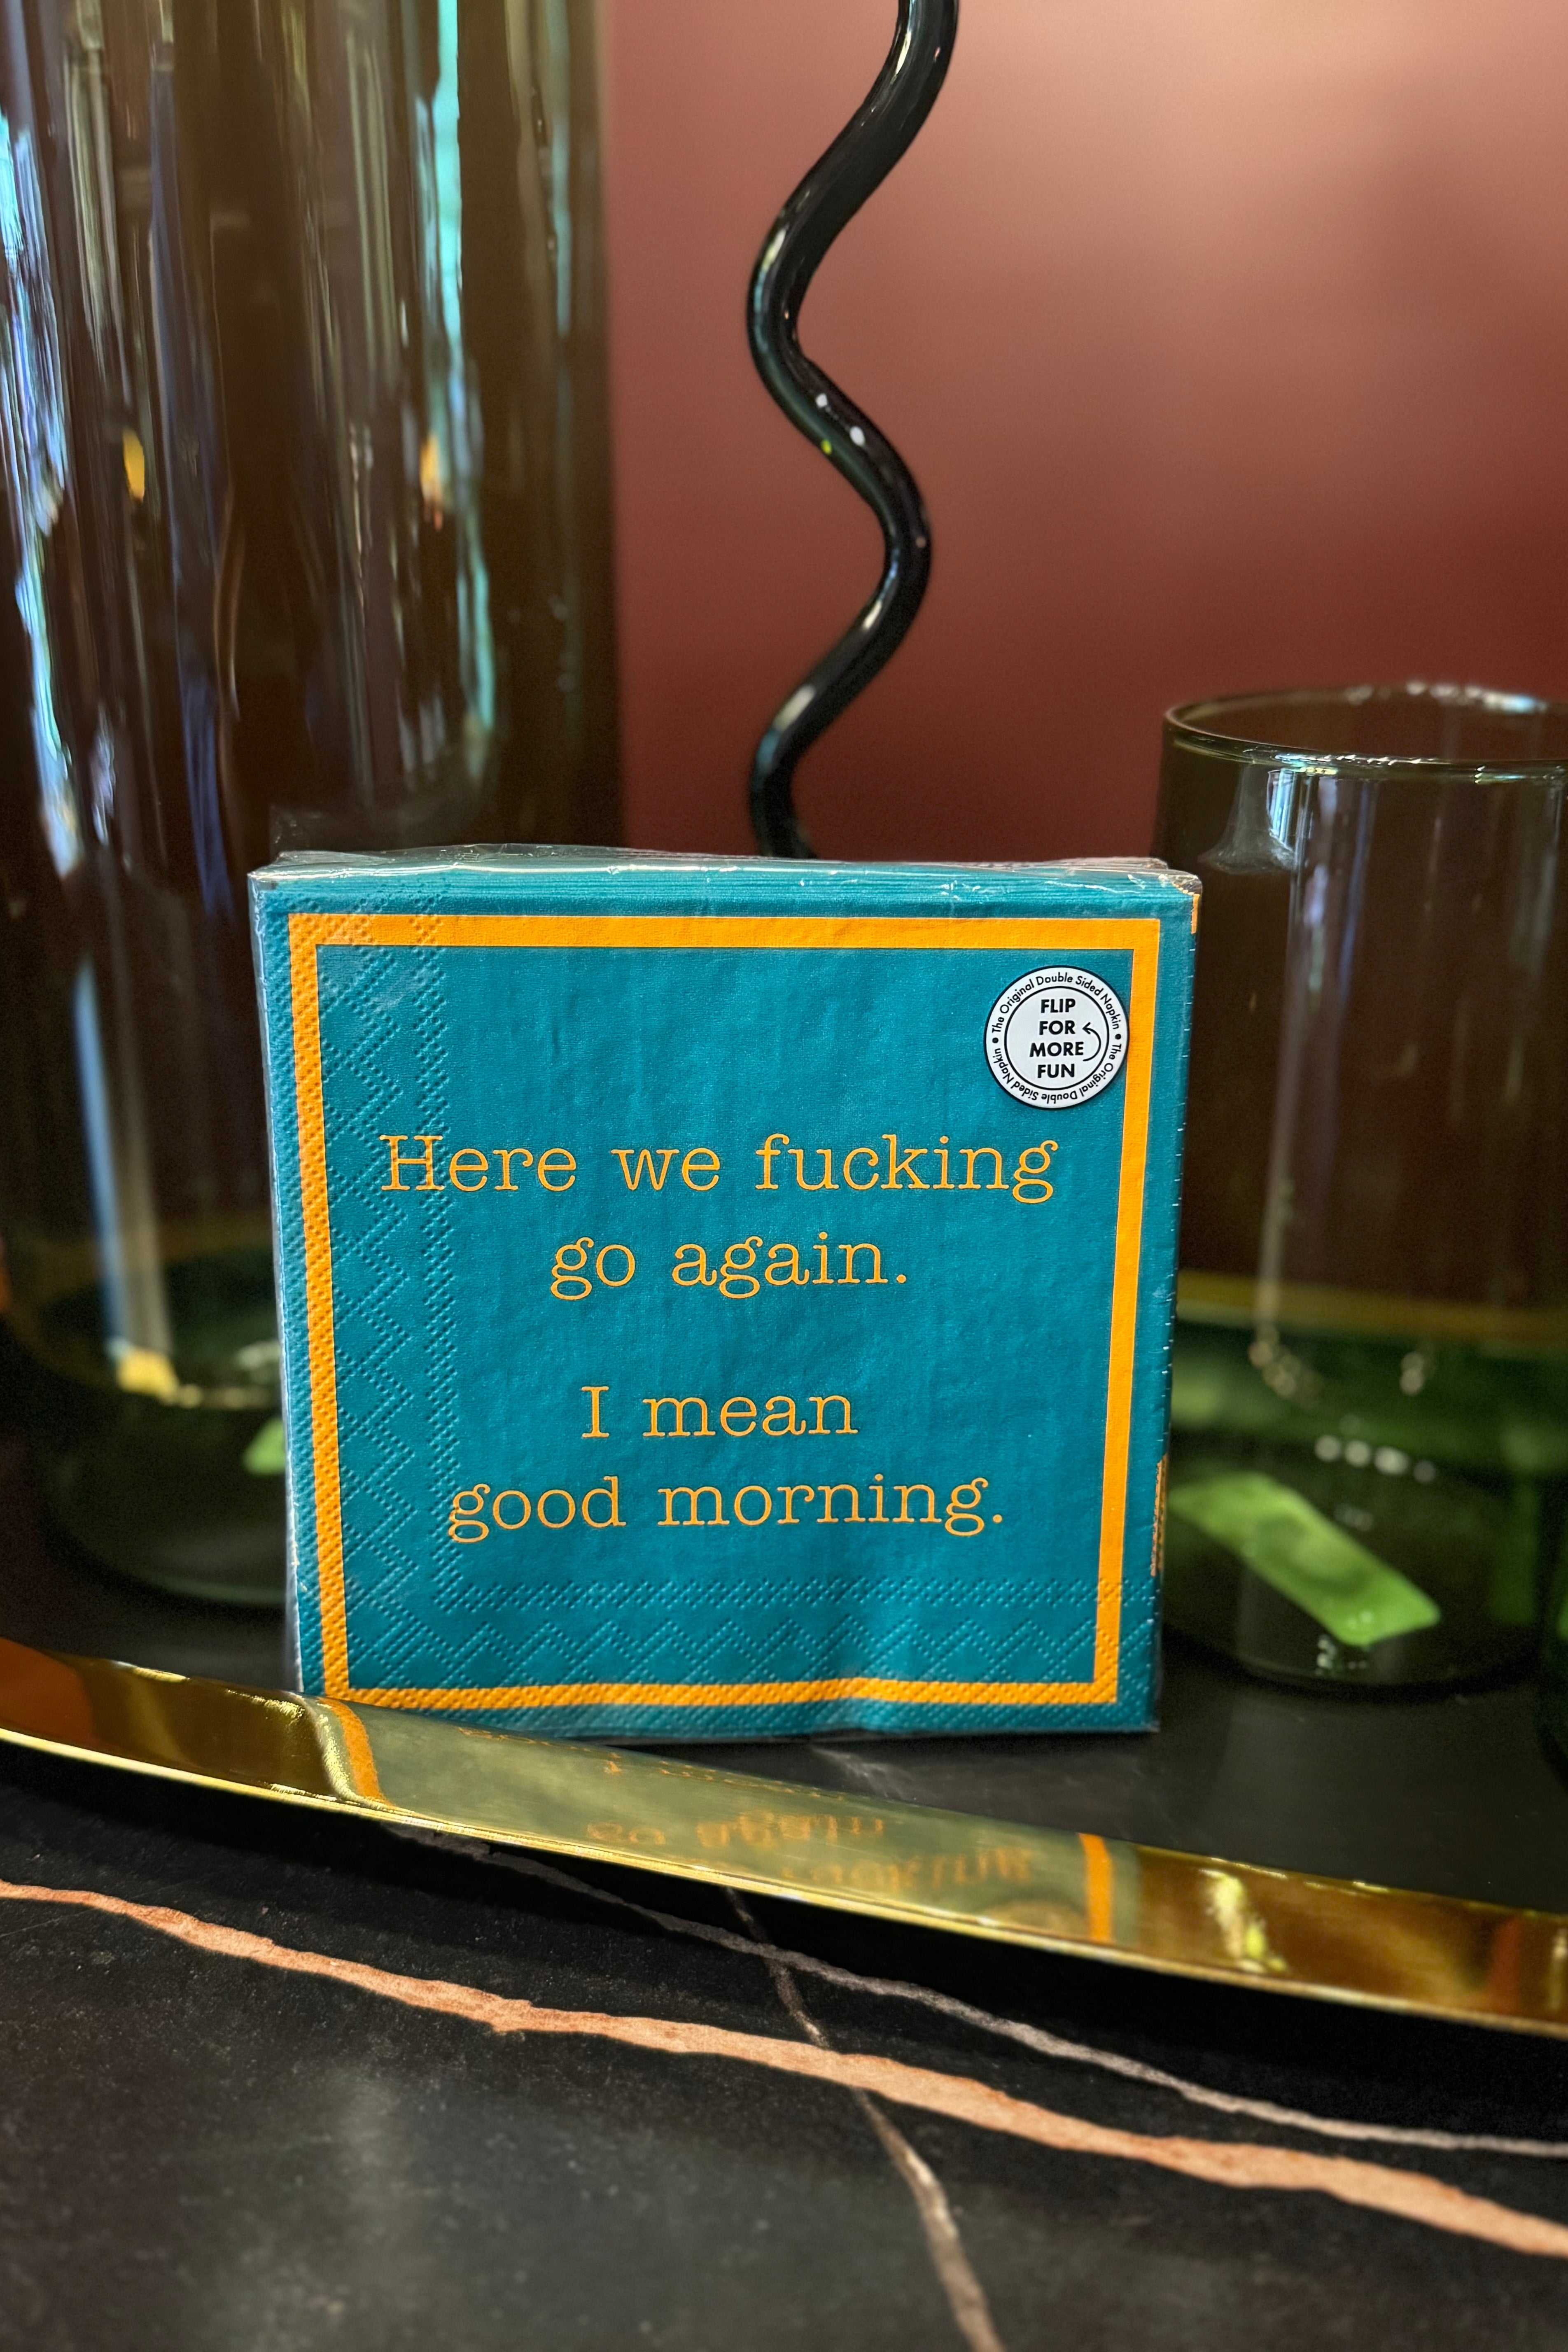 The Original Double Sided Napkin • The Original Double Sided Napkin •
FLIP
FOR
MORE
FUN
Here we fucking
go again.
I mean
good morning.